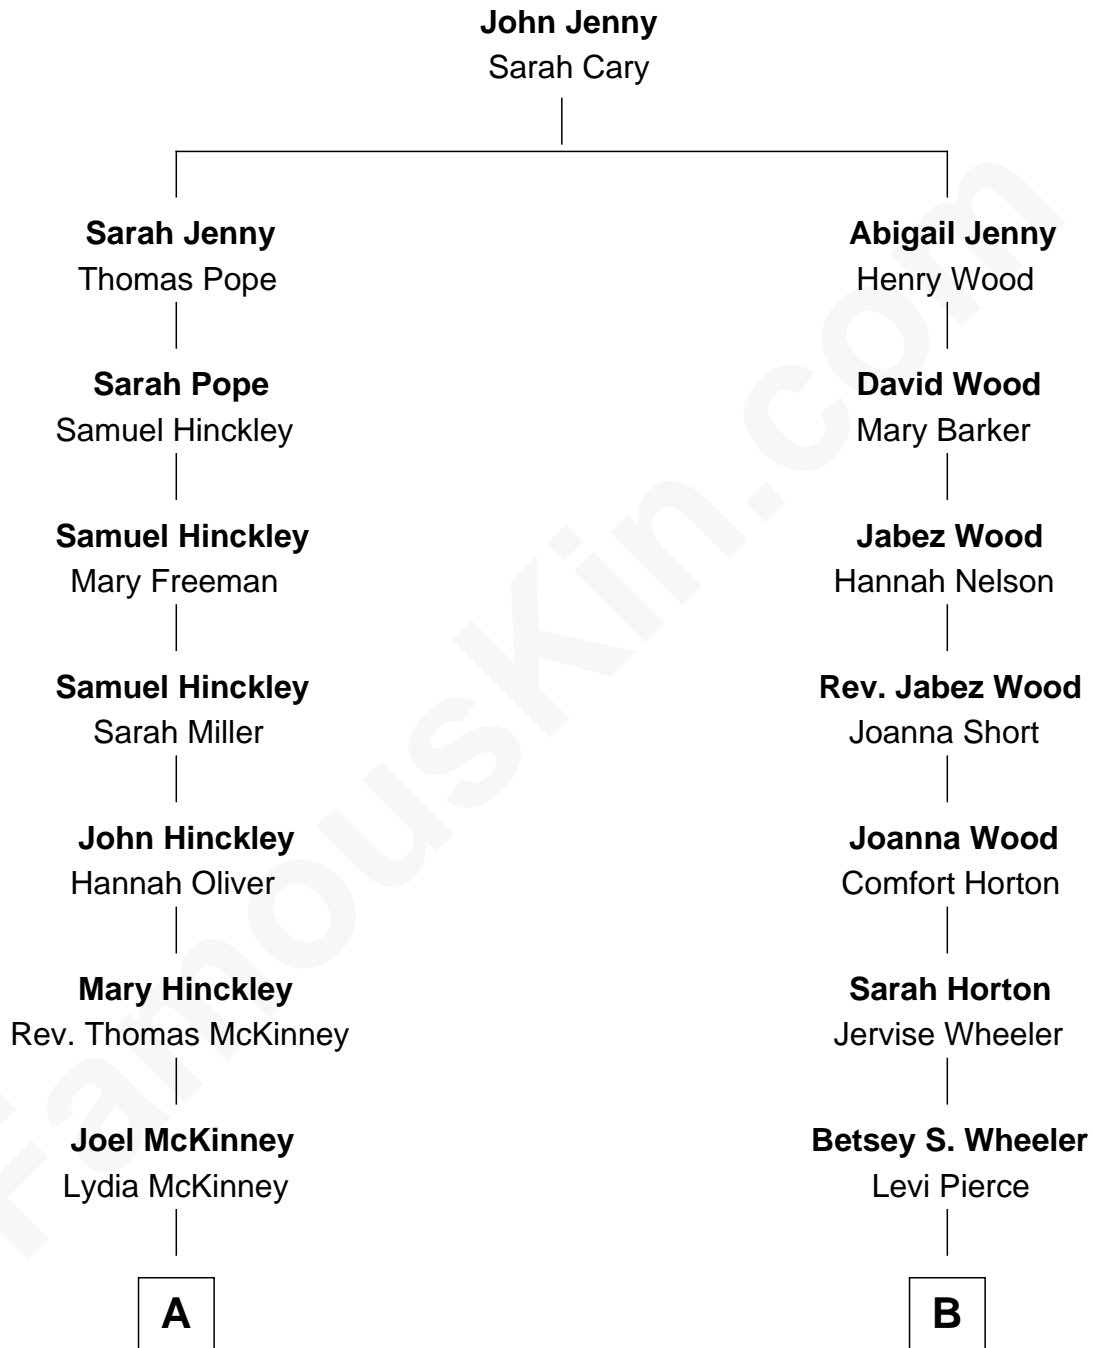 John Jenny
Sarah Cary
Sarah Jenny
Thomas Pope
Abigail Jenny
Henry Wood
Sarah Pope
Samuel Hinckley
David Wood
Mary Barker
Samuel Hinckley
Mary Freeman
Jabez Wood
Hannah Nelson
Samuel Hinckley
Sarah Miller
Rev. Jabez Wood
Joanna Short
John Hinckley
Hannah Oliver
Joanna Wood
Comfort Horton
Mary Hinckley
Rev. Thomas McKinney
Sarah Horton
Jervise Wheeler
Joel McKinney
Lydia McKinney
Betsey S. Wheeler
Levi Pierce
A
B
FamousKin.com